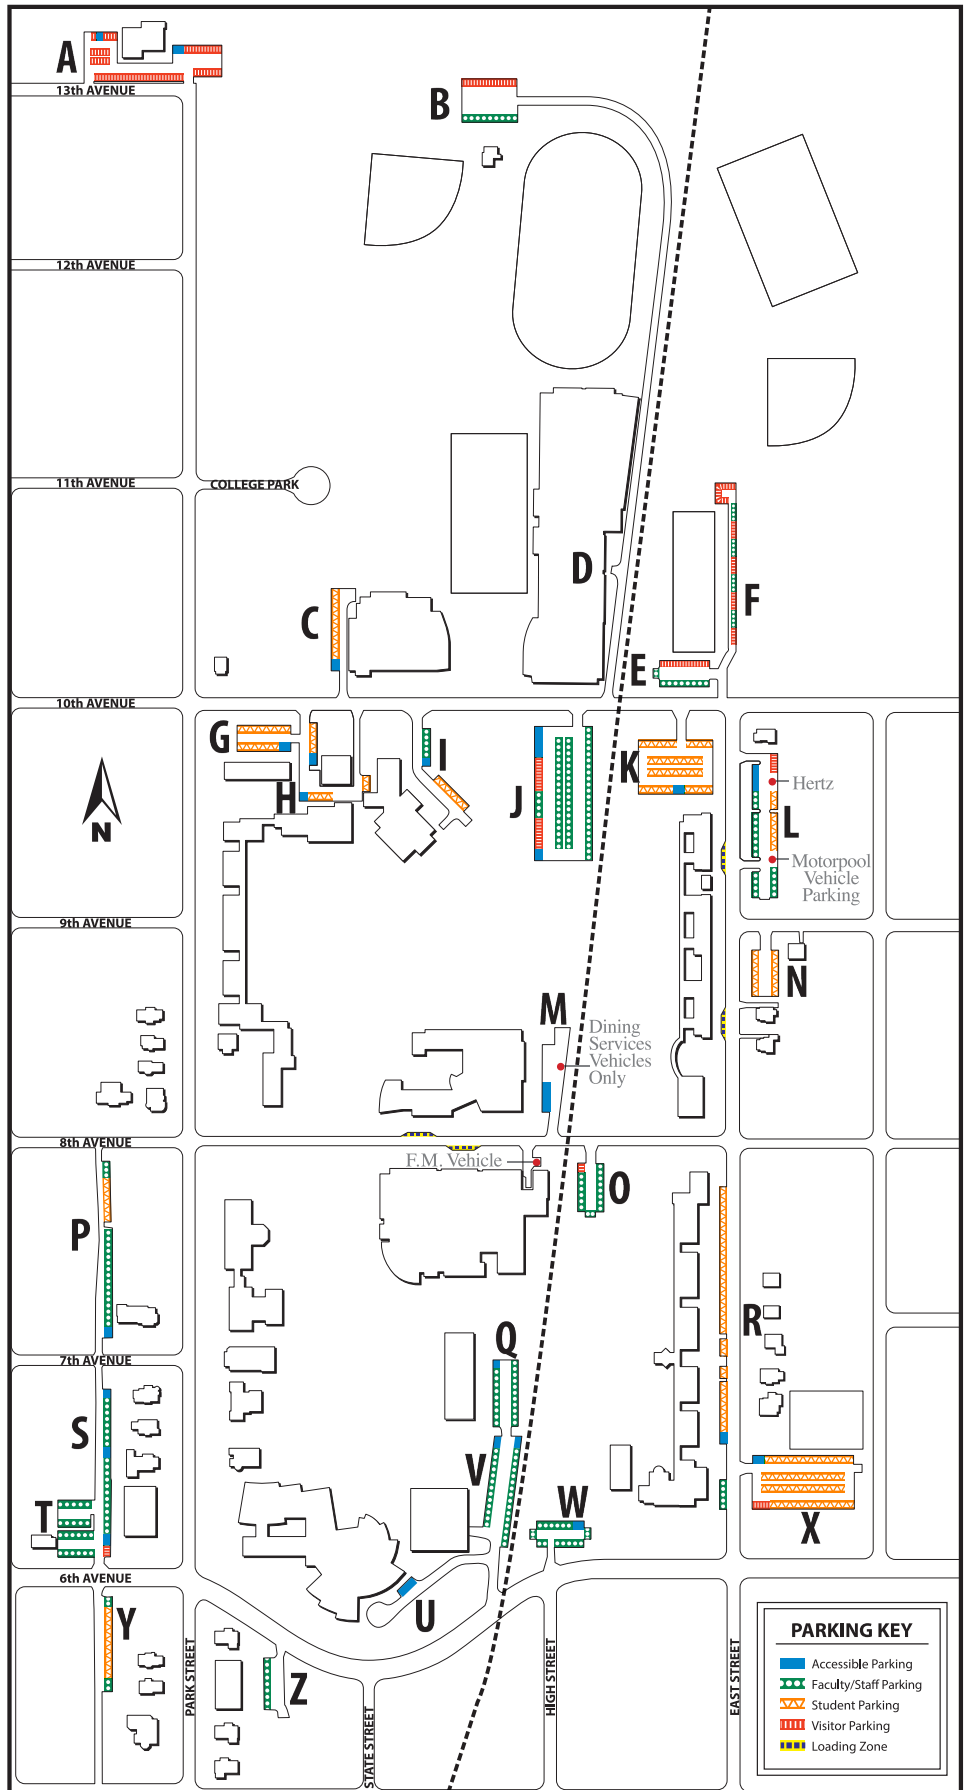 A
13th AVENUE
B
12th AVENUE
11th AVENUE
COLLEGE PARK
D
C
F
E
10th AVENUE
G
I
K
H
J
Hertz
L
Motorpool
Vehicle
Parking
N
9th AVENUE
N
M
Dining
Services
Vehicles
Only
8th AVENUE
F.M. Vehicle
O
P
R
Q
7th AVENUE
S
V
T
W
X
6th AVENUE
U
Y
Z
PARK STREET
STATE STREET
HIGH STREET
EAST STREET
PARKING KEY
Accessible Parking
Faculty/Staff Parking
Student Parking
Visitor Parking
Loading Zone